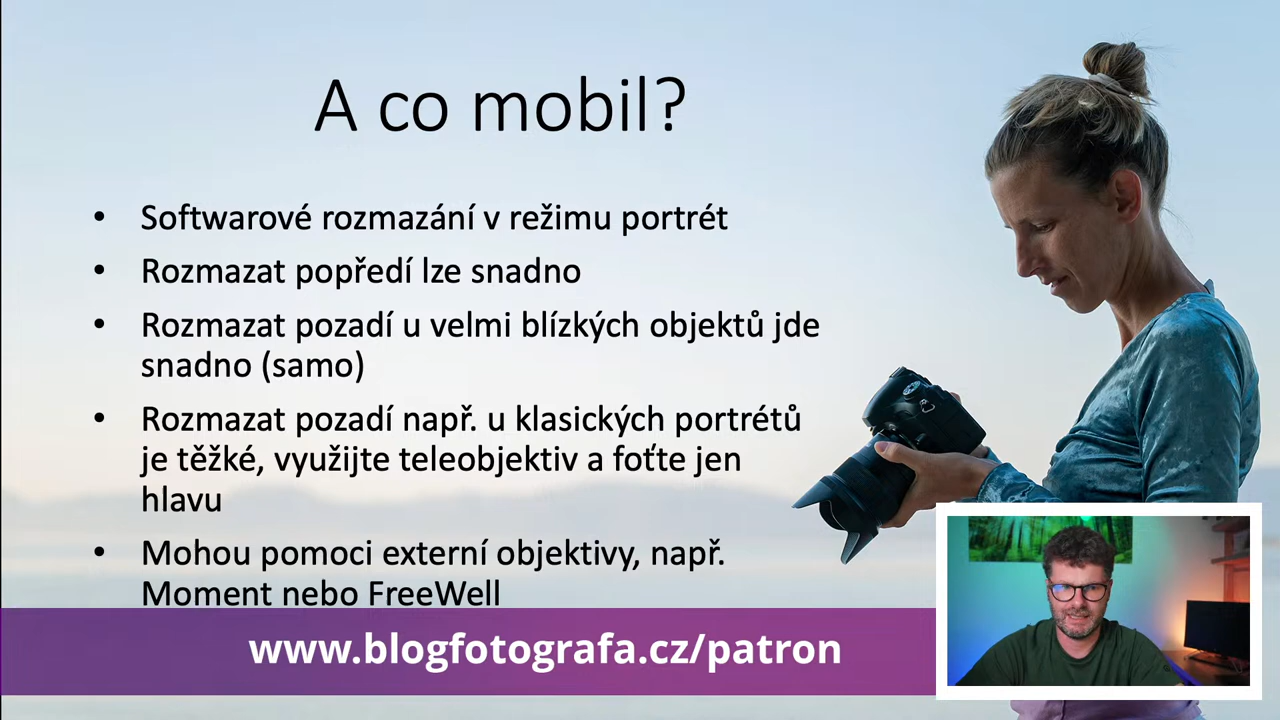 A co mobil?
• Softwarové rozmazání v režimu portrét
• Rozmazat popředí lze snadno
• Rozmazat pozadí u velmi blízkých objektů jde
snadno (samo)
• Rozmazat pozadí např. u klasických portrétů
je těžké, využijte teleobjektiv a foťte jen
hlavu
• Mohou pomoci externí objektivy, např.
Moment nebo FreeWell
www.blogfotografa.cz/patron